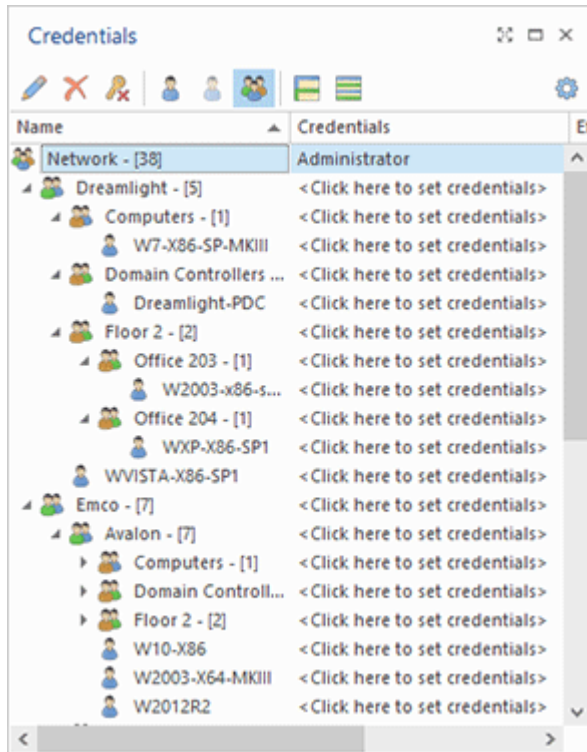 Credentials
Name Credentials Ef
Network - [38] Administrator
Dreamlight - [5] <Click here to set credentials>
Computers - [1] <Click here to set credentials>
W7-X86-SP-MKIII <Click here to set credentials>
Domain Controllers ... <Click here to set credentials>
Dreamlight-PDC <Click here to set credentials>
Floor 2 - [2] <Click here to set credentials>
Office 203 - [1] <Click here to set credentials>
W2003-x86-s... <Click here to set credentials>
Office 204 - [1] <Click here to set credentials>
WXP-X86-SP1 <Click here to set credentials>
WVISTA-X86-SP1 <Click here to set credentials>
Emco - [7] <Click here to set credentials>
Avalon - [7] <Click here to set credentials>
Computers - [1] <Click here to set credentials>
Domain Controll... <Click here to set credentials>
Floor 2 - [2] <Click here to set credentials>
W10-X86 <Click here to set credentials>
W2003-X64-MKIII <Click here to set credentials>
W2012R2 <Click here to set credentials>